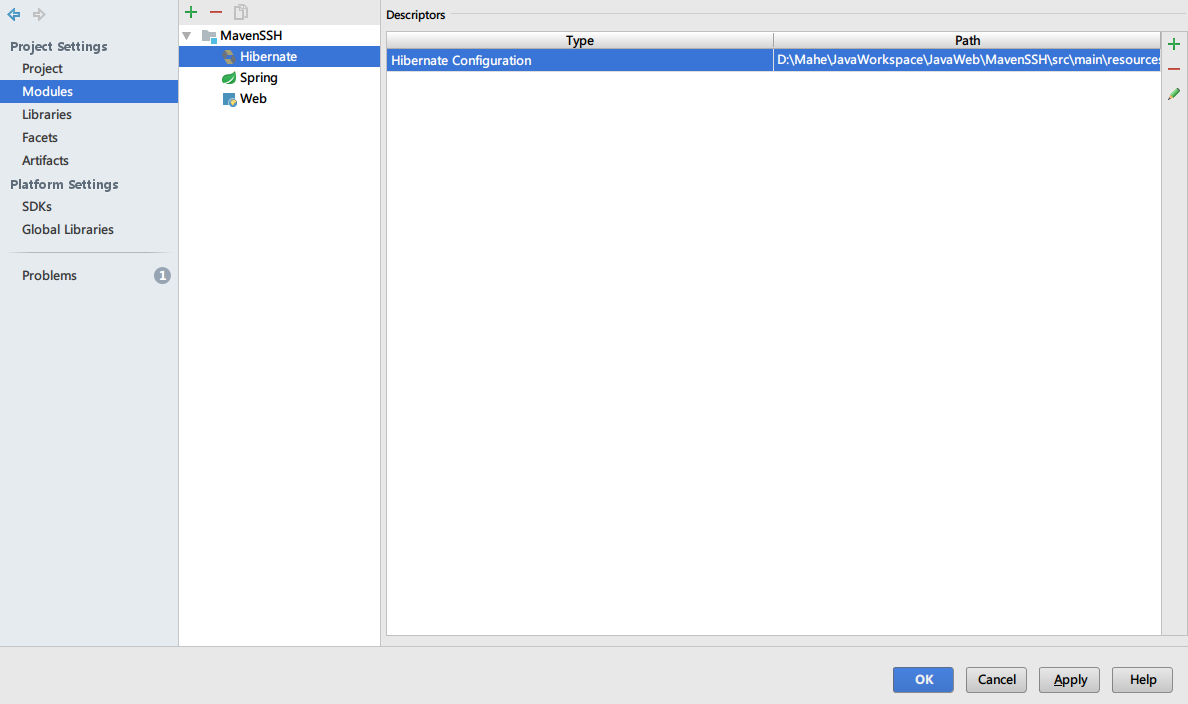 Project Settings
Project
Modules
Libraries
Facets
Artifacts
Platform Settings
SDKs
Global Libraries
Problems 1
MavenSSH
Hibernate
Spring
Web
Descriptors
Type Path
Hibernate Configuration D:\Mahe\JavaWorkspace\JavaWeb\MavenSSH\src\main\resources
OK Cancel Apply Help